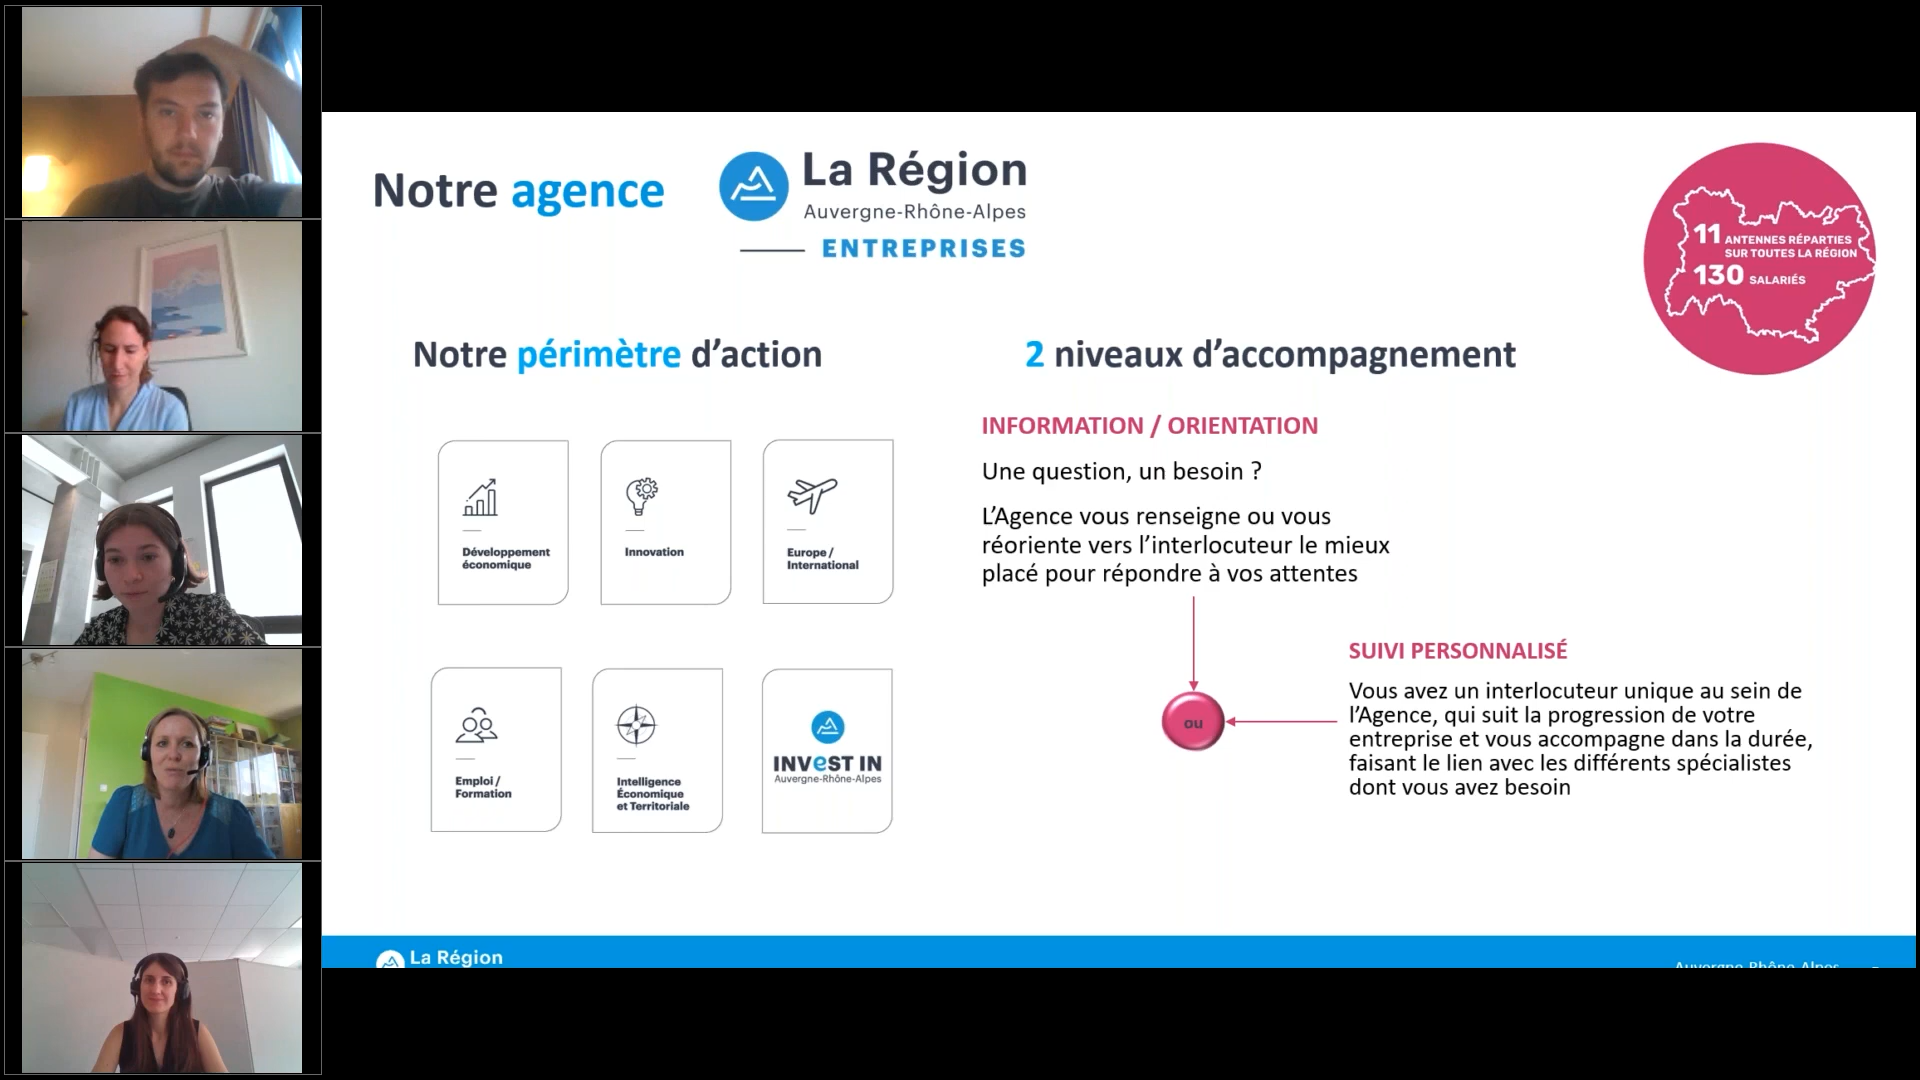 Notre agence
La Région
Auvergne-Rhône-Alpes
ENTREPRISES
11 ANTENNES RÉPARTIES
SUR TOUTES LA RÉGION
130 SALARIÉS
Notre périmètre d’action
Développement
économique
Innovation
Europe /
International
Emploi /
Formation
Intelligence
Économique
et Territoriale
INVeST IN
Auvergne-Rhône-Alpes
2 niveaux d’accompagnement
INFORMATION / ORIENTATION
Une question, un besoin ?
L’Agence vous renseigne ou vous
réoriente vers l’interlocuteur le mieux
placé pour répondre à vos attentes
ou
SUIVI PERSONNALISÉ
Vous avez un interlocuteur unique au sein de
l’Agence, qui suit la progression de votre
entreprise et vous accompagne dans la durée,
faisant le lien avec les différents spécialistes
dont vous avez besoin
La Région
Auvergne-Rhône-Alpes